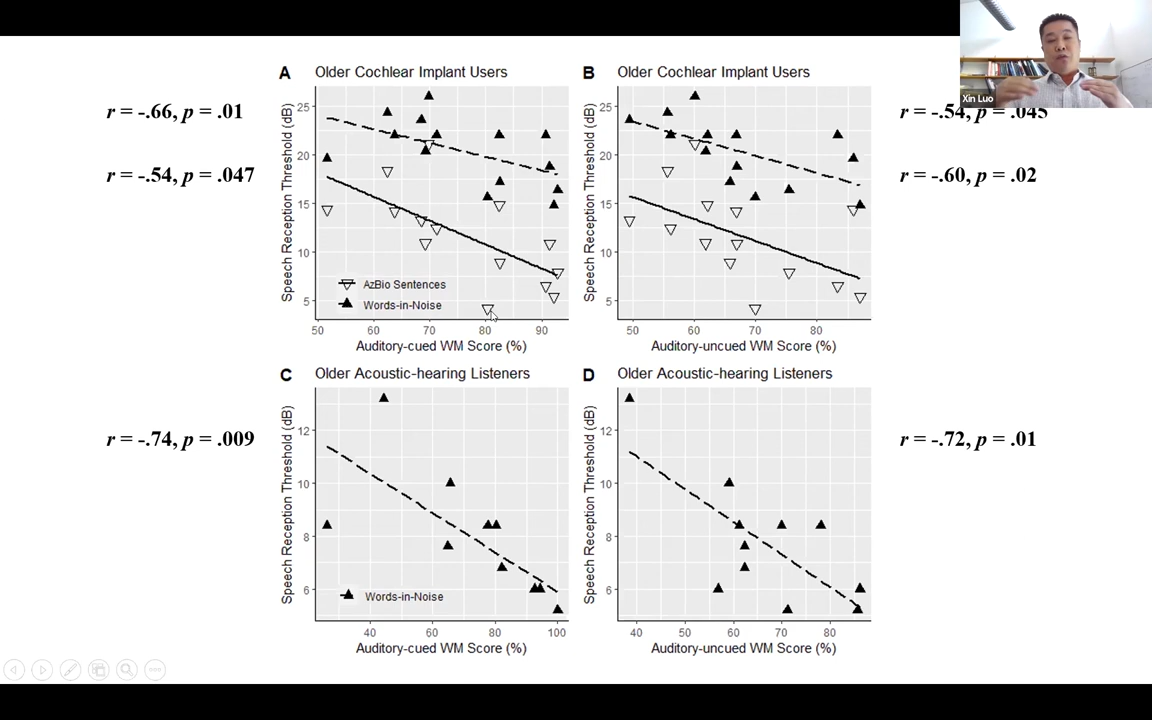 A Older Cochlear Implant Users
B Older Cochlear Implant Users
Xin Luo
r = -.66, p = .01
r = -.54, p = .045
r = -.54, p = .047
r = -.60, p = .02
Speech Reception Threshold (dB)
25
20
15
10
5
AzBio Sentences
Words-in-Noise
50 60 70 80 90
Auditory-cued WM Score (%)
Speech Reception Threshold (dB)
25
20
15
10
5
50 60 70 80
Auditory-uncued WM Score (%)
C Older Acoustic-hearing Listeners
D Older Acoustic-hearing Listeners
r = -.74, p = .009
r = -.72, p = .01
Speech Reception Threshold (dB)
12
10
8
6
Words-in-Noise
40 60 80 100
Auditory-cued WM Score (%)
Speech Reception Threshold (dB)
12
10
8
6
40 50 60 70 80
Auditory-uncued WM Score (%)